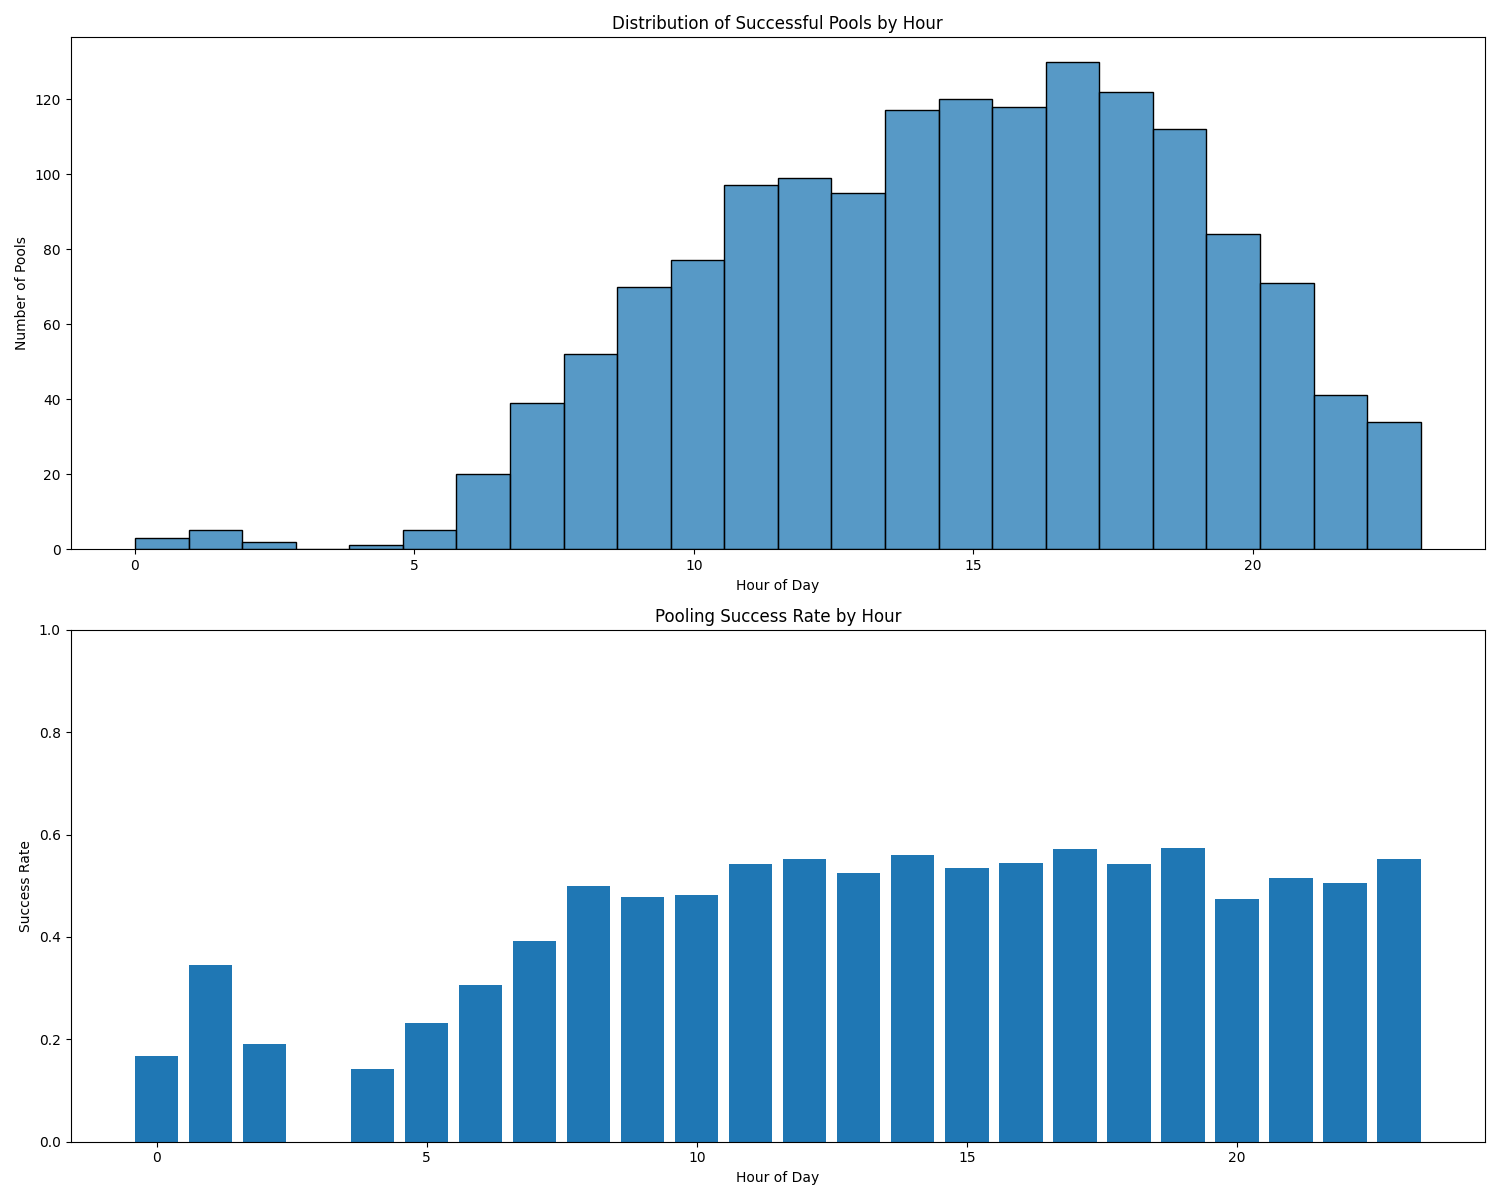 Distribution of Successful Pools by Hour
120
100
80
60
40
20
0
Number of Pools
0 5 10 15 20
Hour of Day
Pooling Success Rate by Hour
1.0
0.8
0.6
0.4
0.2
0.0
Success Rate
0 5 10 15 20
Hour of Day